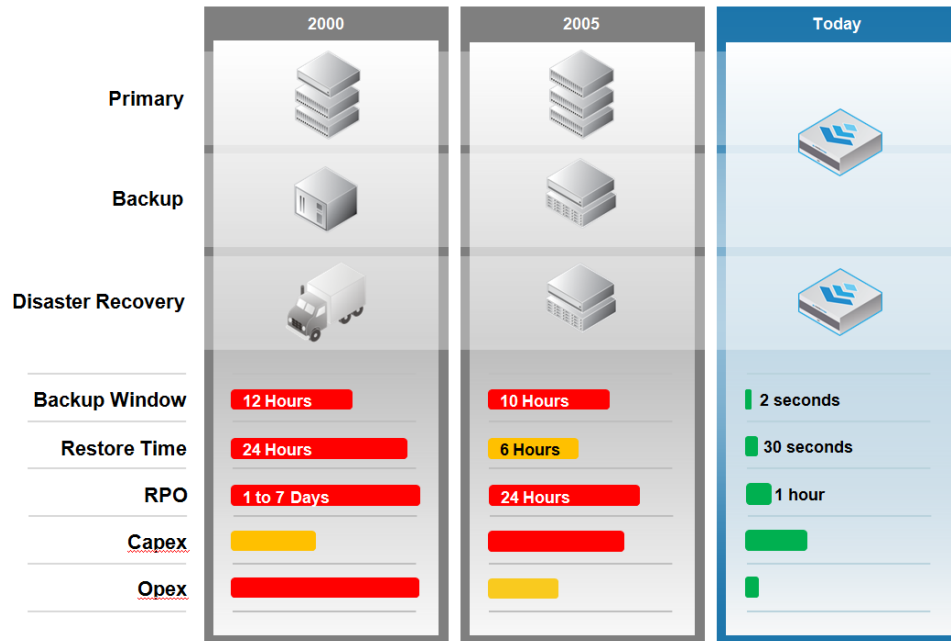 2000 2005 Today
Primary
Backup
Disaster Recovery
Backup Window 12 Hours 10 Hours 2 seconds
Restore Time 24 Hours 6 Hours 30 seconds
RPO 1 to 7 Days 24 Hours 1 hour
Capex
Opex